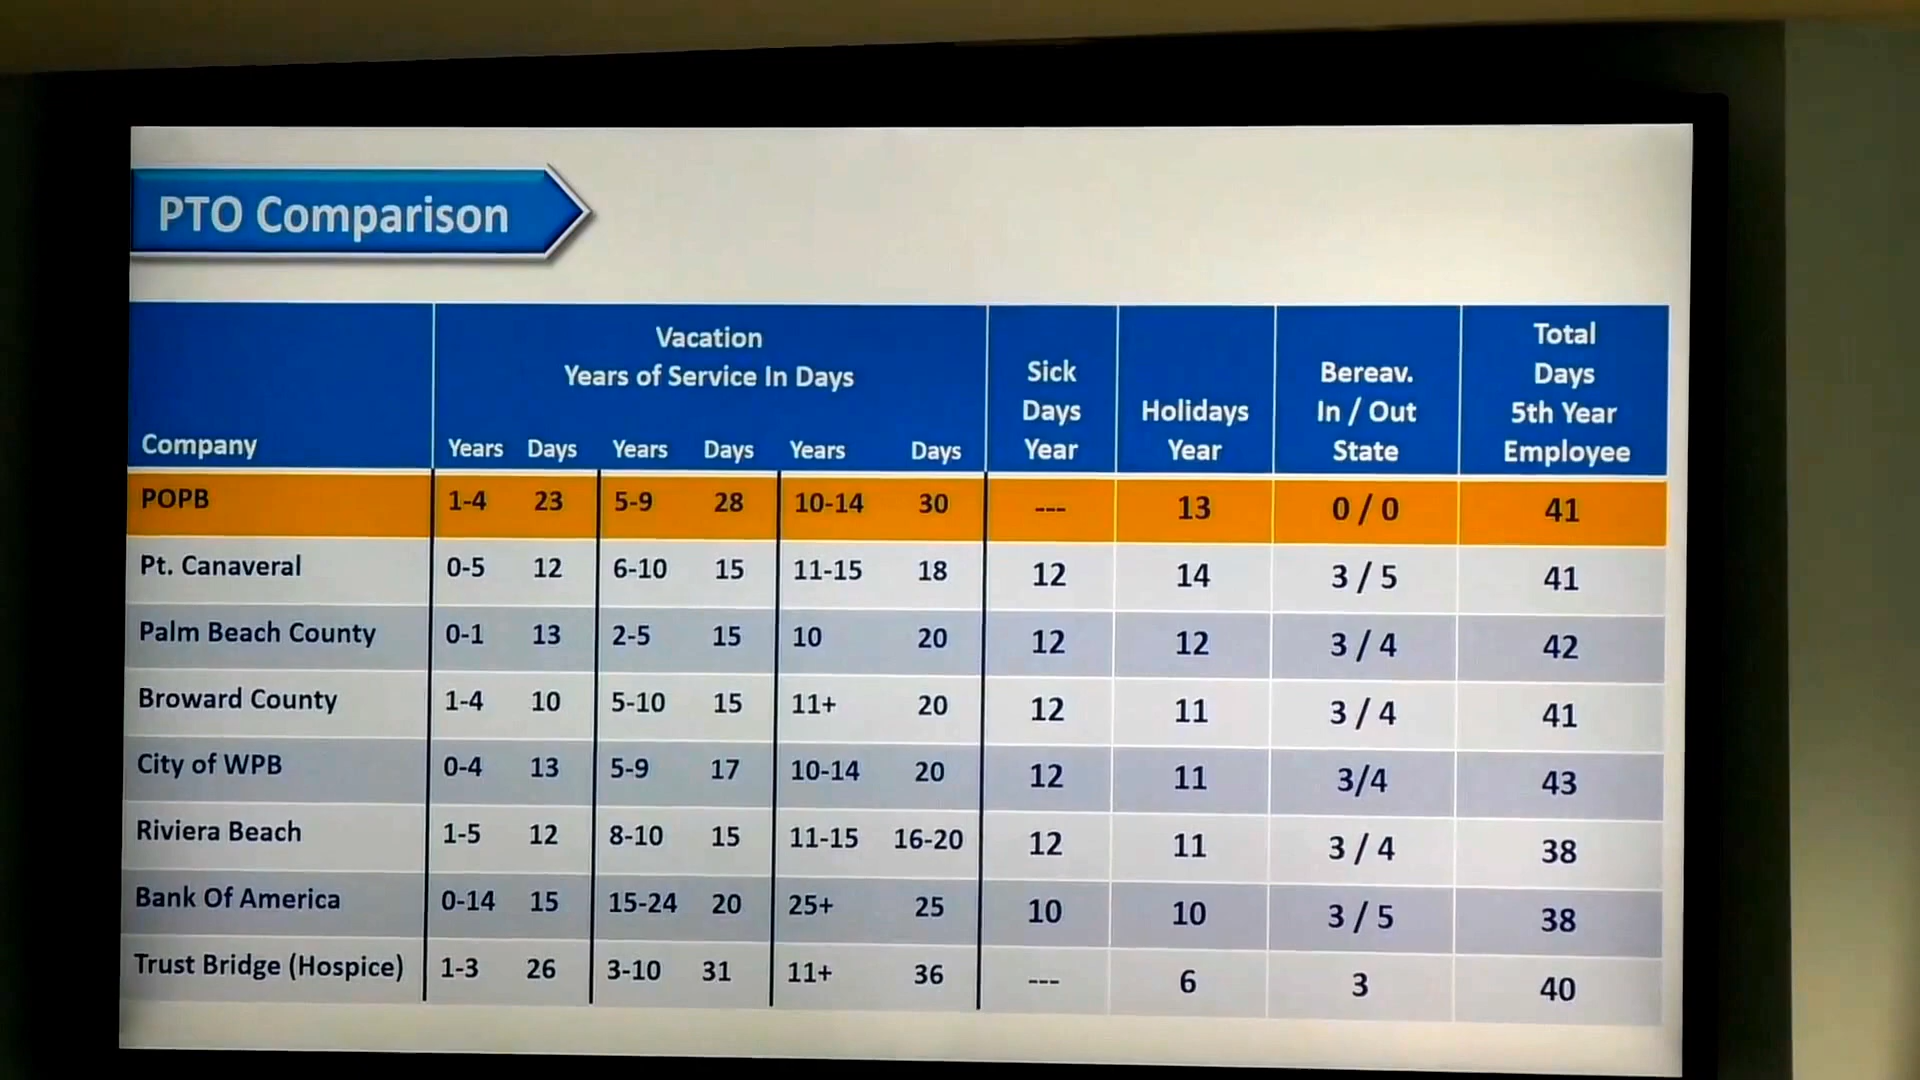 PTO Comparison
Vacation
Years of Service In Days
Company
Years Days Years Days Years Days
Sick
Days
Year
Holidays
Year
Bereav.
In / Out
State
Total
Days
5th Year
Employee
POPB 1-4 23 5-9 28 10-14 30 --- 13 0 / 0 41
Pt. Canaveral 0-5 12 6-10 15 11-15 18 12 14 3 / 5 41
Palm Beach County 0-1 13 2-5 15 10 20 12 12 3 / 4 42
Broward County 1-4 10 5-10 15 11+ 20 12 11 3 / 4 41
City of WPB 0-4 13 5-9 17 10-14 20 12 11 3/4 43
Riviera Beach 1-5 12 8-10 15 11-15 16-20 12 11 3 / 4 38
Bank Of America 0-14 15 15-24 20 25+ 25 10 10 3 / 5 38
Trust Bridge (Hospice) 1-3 26 3-10 31 11+ 36 --- 6 3 40